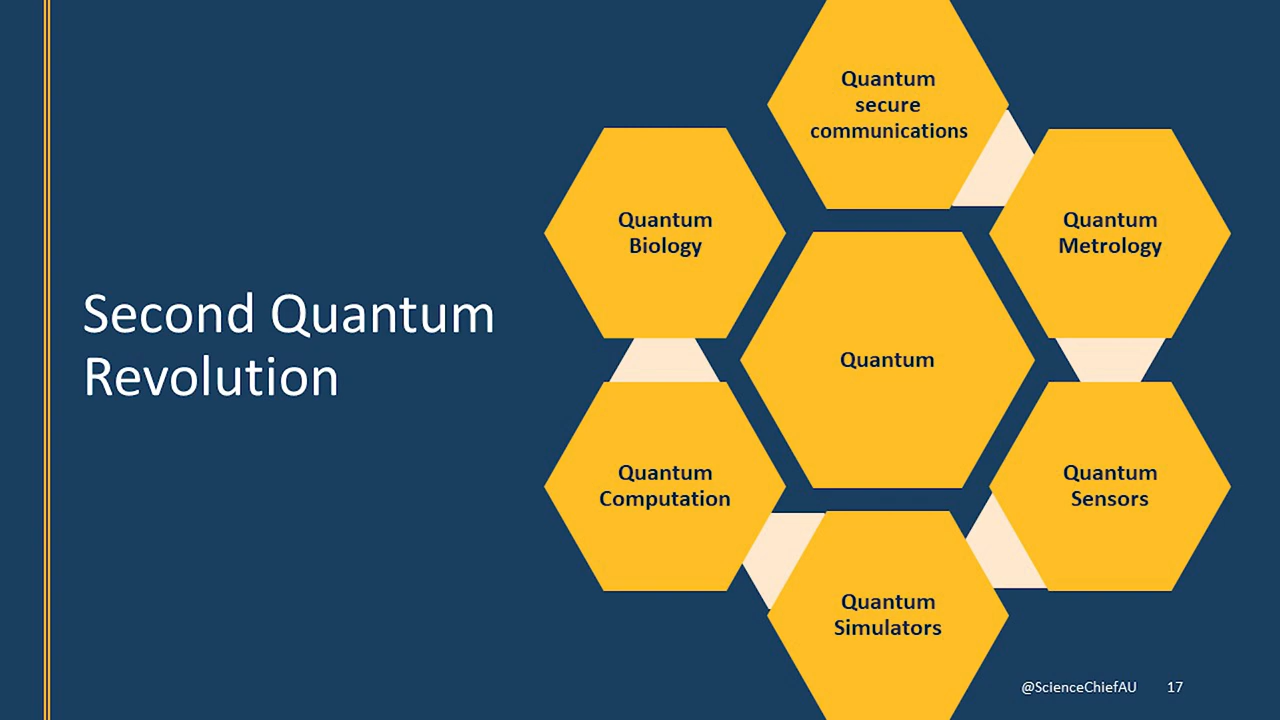 Second Quantum
Revolution
Quantum
secure
communications
Quantum
Metrology
Quantum
Sensors
Quantum
Simulators
Quantum
Computation
Quantum
Biology
Quantum
@ScienceChiefAU
17